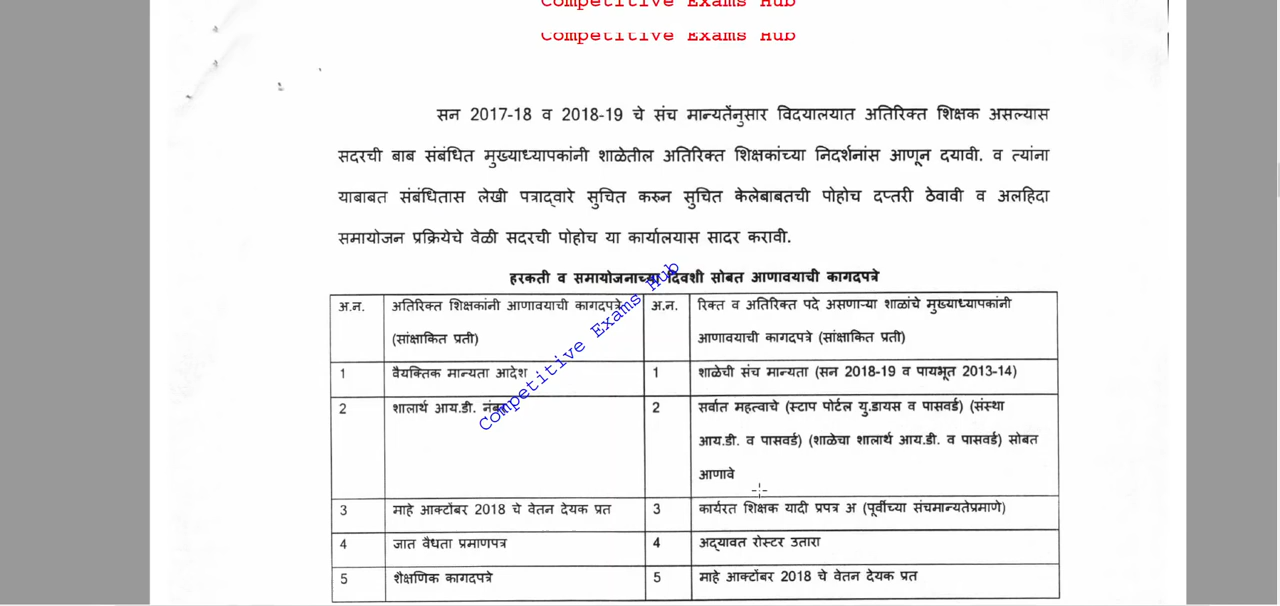 Competitive Exams Hub
Competitive Exams Hub
सन 2017-18 व 2018-19 चे संच मान्यतेंनुसार विदयालयात अतिरिक्त शिक्षक असल्यास
सदरची बाब संबंधित मुख्याध्यापकांनी शाळेतील अतिरिक्त शिक्षकांच्या निदर्शनांस आणून दयावी. व त्यांना
याबाबत संबंधितास लेखी पत्राद्वारे सुचित करुन सुचित केलेबाबतची पोहोच दप्तरी ठेवावी व अलहिदा
समायोजन प्रक्रियेचे वेळी सदरची पोहोच या कार्यालयास सादर करावी.
हरकती व समायोजनाच्या दिवशी सोबत आणावयाची कागदपत्रे
अ.न. अतिरिक्त शिक्षकांनी आणावयाची कागदपत्रे अ.न. रिक्त व अतिरिक्त पदे असणाऱ्या शाळांचे मुख्याध्यापकांनी
(सांक्षाकित प्रती) आणावयाची कागदपत्रे (सांक्षाकित प्रती)
1 वैयक्तिक मान्यता आदेश 1 शाळेची संच मान्यता (सन 2018-19 व पायभूत 2013-14)
2 शालार्थ आय.डी. नंबर 2 सर्वात महत्वाचे (स्टाप पोर्टल यु.डायस व पासवर्ड) (संस्था
आय.डी. व पासवर्ड) (शाळेचा शालार्थ आय.डी. व पासवर्ड) सोबत
आणावे
3 माहे आक्टोंबर 2018 चे वेतन देयक प्रत 3 कार्यरत शिक्षक यादी प्रपत्र अ (पूर्वीच्या संचमान्यतेप्रमाणे)
4 जात वैधता प्रमाणपत्र 4 अद्यावत रोस्टर उतारा
5 शैक्षणिक कागदपत्रे 5 माहे आक्टोंबर 2018 चे वेतन देयक प्रत
Competitive Exams Hub